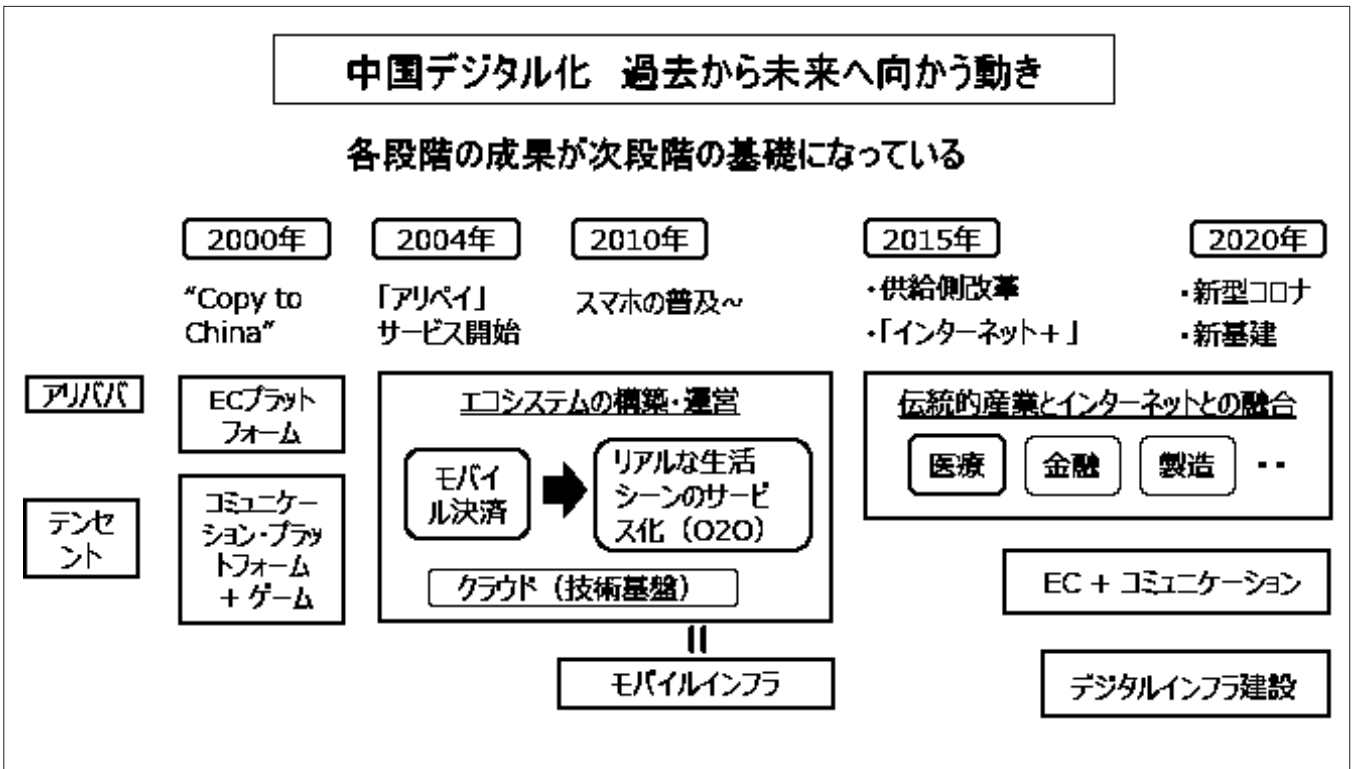 中国デジタル化 過去から未来へ向かう動き
各段階の成果が次段階の基礎になっている
2000年
2004年
2010年
2015年
2020年
“Copy to
China”
「アリペイ」
サービス開始
スマホの普及～
・供給側改革
・「インターネット＋」
・新型コロナ
・新基建
アリババ
ECプラット
フォーム
エコシステムの構築・運営
モバイ
ル決済
リアルな生活
シーンのサービ
ス化（O2O）
クラウド（技術基盤）
伝統的産業とインターネットとの融合
医療
金融
製造
・・
テンセ
ント
コミュニケー
ション・プラッ
トフォーム
+ ゲーム
EC + コミュニケーション
モバイルインフラ
デジタルインフラ建設